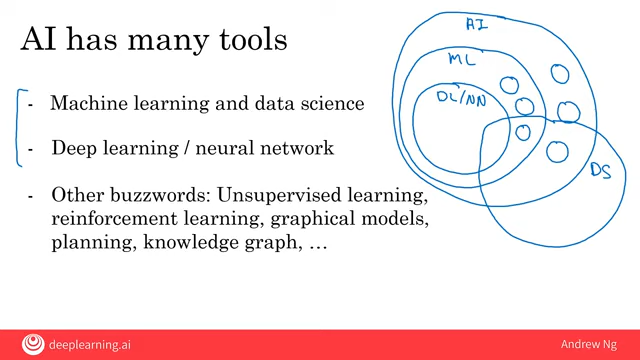 AI has many tools
- Machine learning and data science
- Deep learning / neural network
- Other buzzwords: Unsupervised learning,
reinforcement learning, graphical models,
planning, knowledge graph, …
AI
ML
DL/NN
DS
deeplearning.ai
Andrew Ng